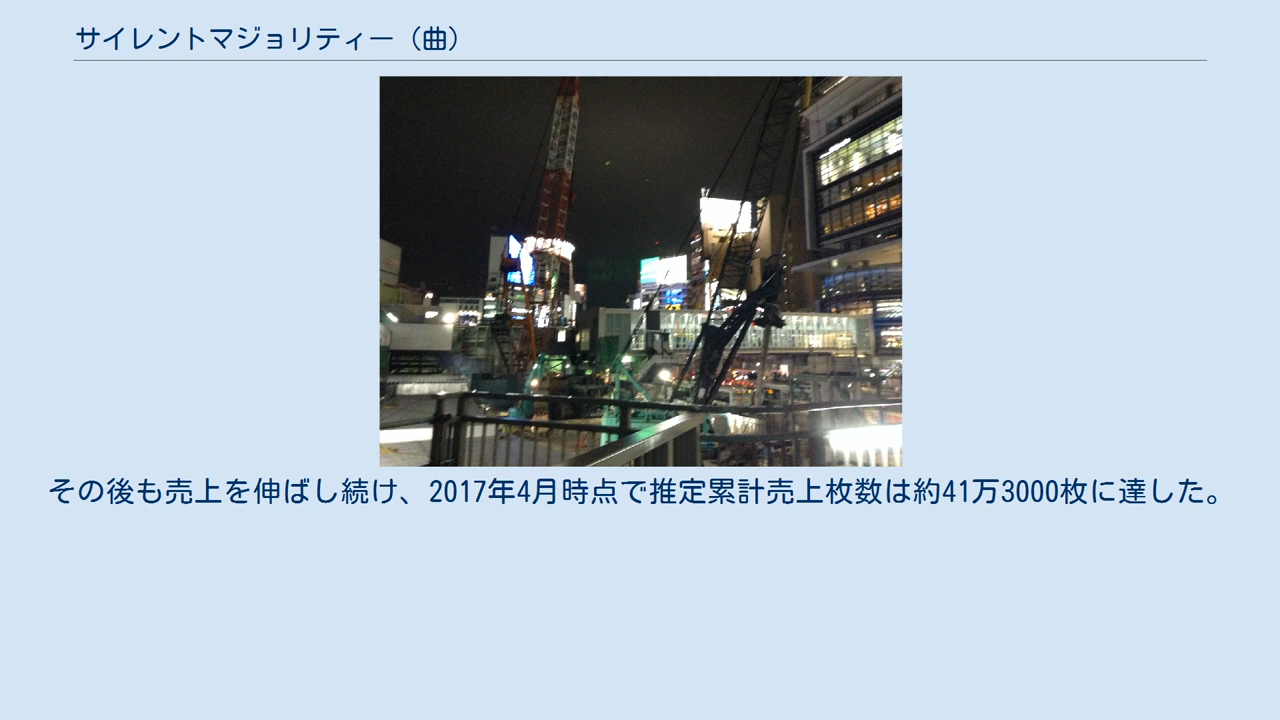 サイレントマジョリティー（曲）
その後も売上を伸ばし続け、2017年4月時点で推定累計売上枚数は約41万3000枚に達した。